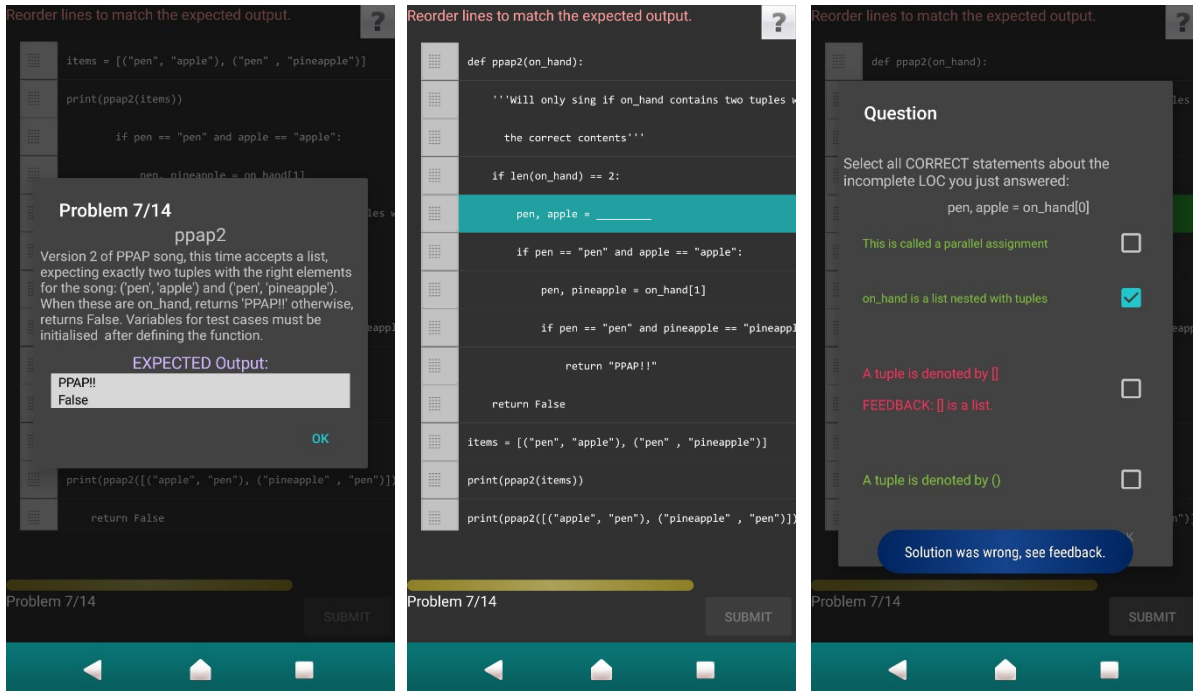 Reorder lines to match the expected output.
?
items = [("pen", "apple"), ("pen" , "pineapple")]
print(ppap2(items))
if pen == "pen" and apple == "apple":
pen, pineapple = on_hand[1]
les w
Problem 7/14
ppap2
Version 2 of PPAP song, this time accepts a list,
expecting exactly two tuples with the right elements
for the song: ('pen', 'apple') and ('pen', 'pineapple').
When these are on_hand, returns 'PPAP!!' otherwise,
returns False. Variables for test cases must be
initialised after defining the function.
eappl
EXPECTED Output:
PPAP!!
False
OK
print(ppap2([("apple", "pen"), ("pineapple" , "pen")])
return False
Problem 7/14
SUBMIT
Reorder lines to match the expected output.
?
def ppap2(on_hand):
'''Will only sing if on_hand contains two tuples w
the correct contents'''
if len(on_hand) == 2:
pen, apple = _________
if pen == "pen" and apple == "apple":
pen, pineapple = on_hand[1]
if pen == "pen" and pineapple == "pineappl
return "PPAP!!"
return False
items = [("pen", "apple"), ("pen" , "pineapple")]
print(ppap2(items))
print(ppap2([("apple", "pen"), ("pineapple" , "pen")])
Problem 7/14
SUBMIT
Reorder lines to match the expected output.
?
def ppap2(on_hand):
les
Question
Select all CORRECT statements about the
incomplete LOC you just answered:
pen, apple = on_hand[0]
This is called a parallel assignment
on_hand is a list nested with tuples
eapp
A tuple is denoted by []
FEEDBACK: [] is a list.
A tuple is denoted by ()
n")]
K
Solution was wrong, see feedback.
Problem 7/14
SUBMIT